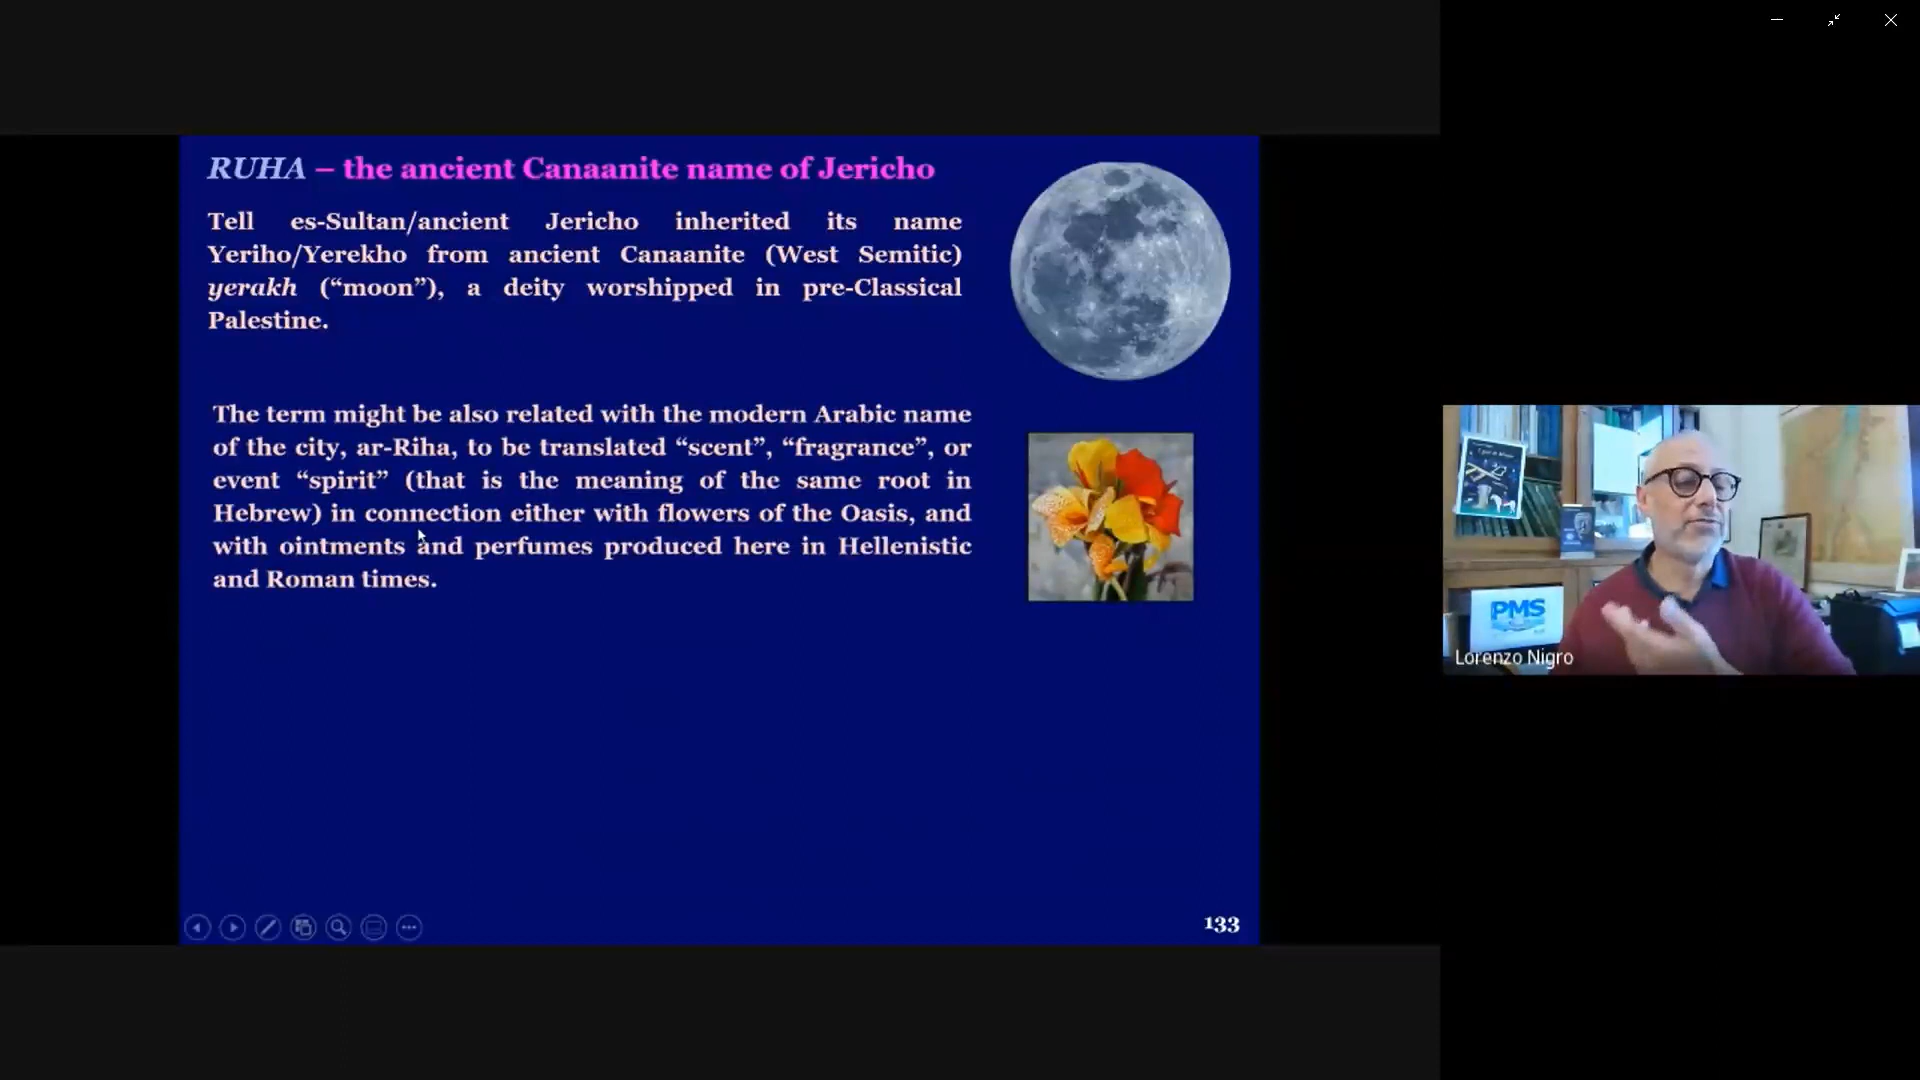 RUHA – the ancient Canaanite name of Jericho
Tell es-Sultan/ancient Jericho inherited its name
Yeriho/Yerekho from ancient Canaanite (West Semitic)
yerakh (“moon”), a deity worshipped in pre-Classical
Palestine.
The term might be also related with the modern Arabic name
of the city, ar-Riha, to be translated “scent”, “fragrance”, or
event “spirit” (that is the meaning of the same root in
Hebrew) in connection either with flowers of the Oasis, and
with ointments and perfumes produced here in Hellenistic
and Roman times.
133
PMS
Lorenzo Nigro